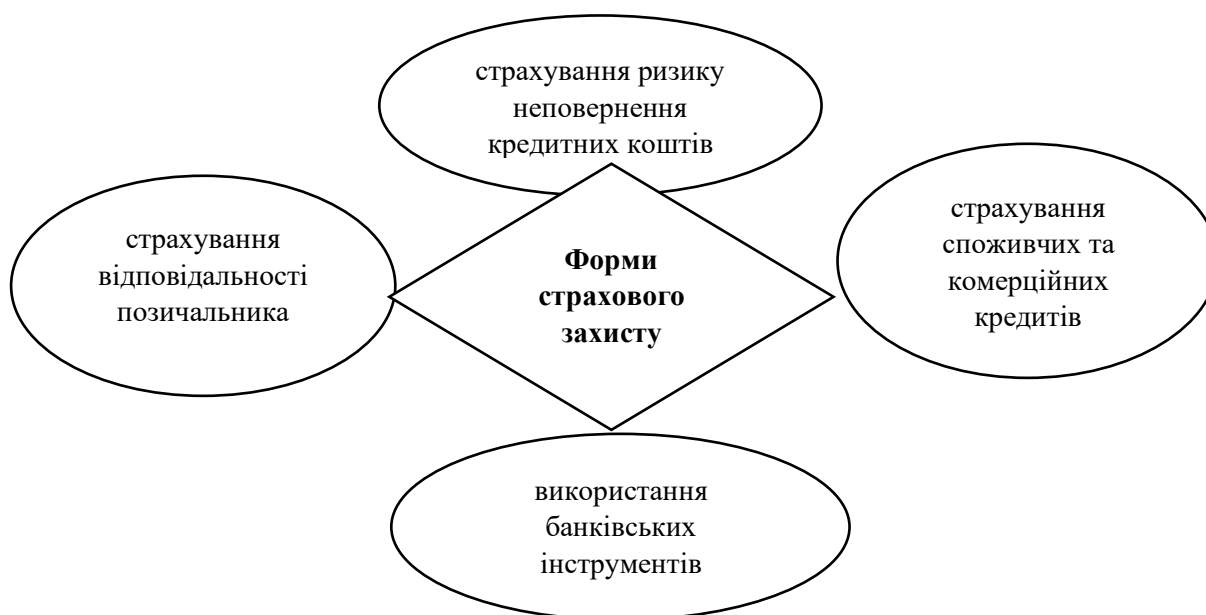 страхування ризику
неповернення
кредитних коштів
страхування
відповідальності
позичальника
Форми
страхового
захисту
страхування
споживчих та
комерційних
кредитів
використання
банківських
інструментів